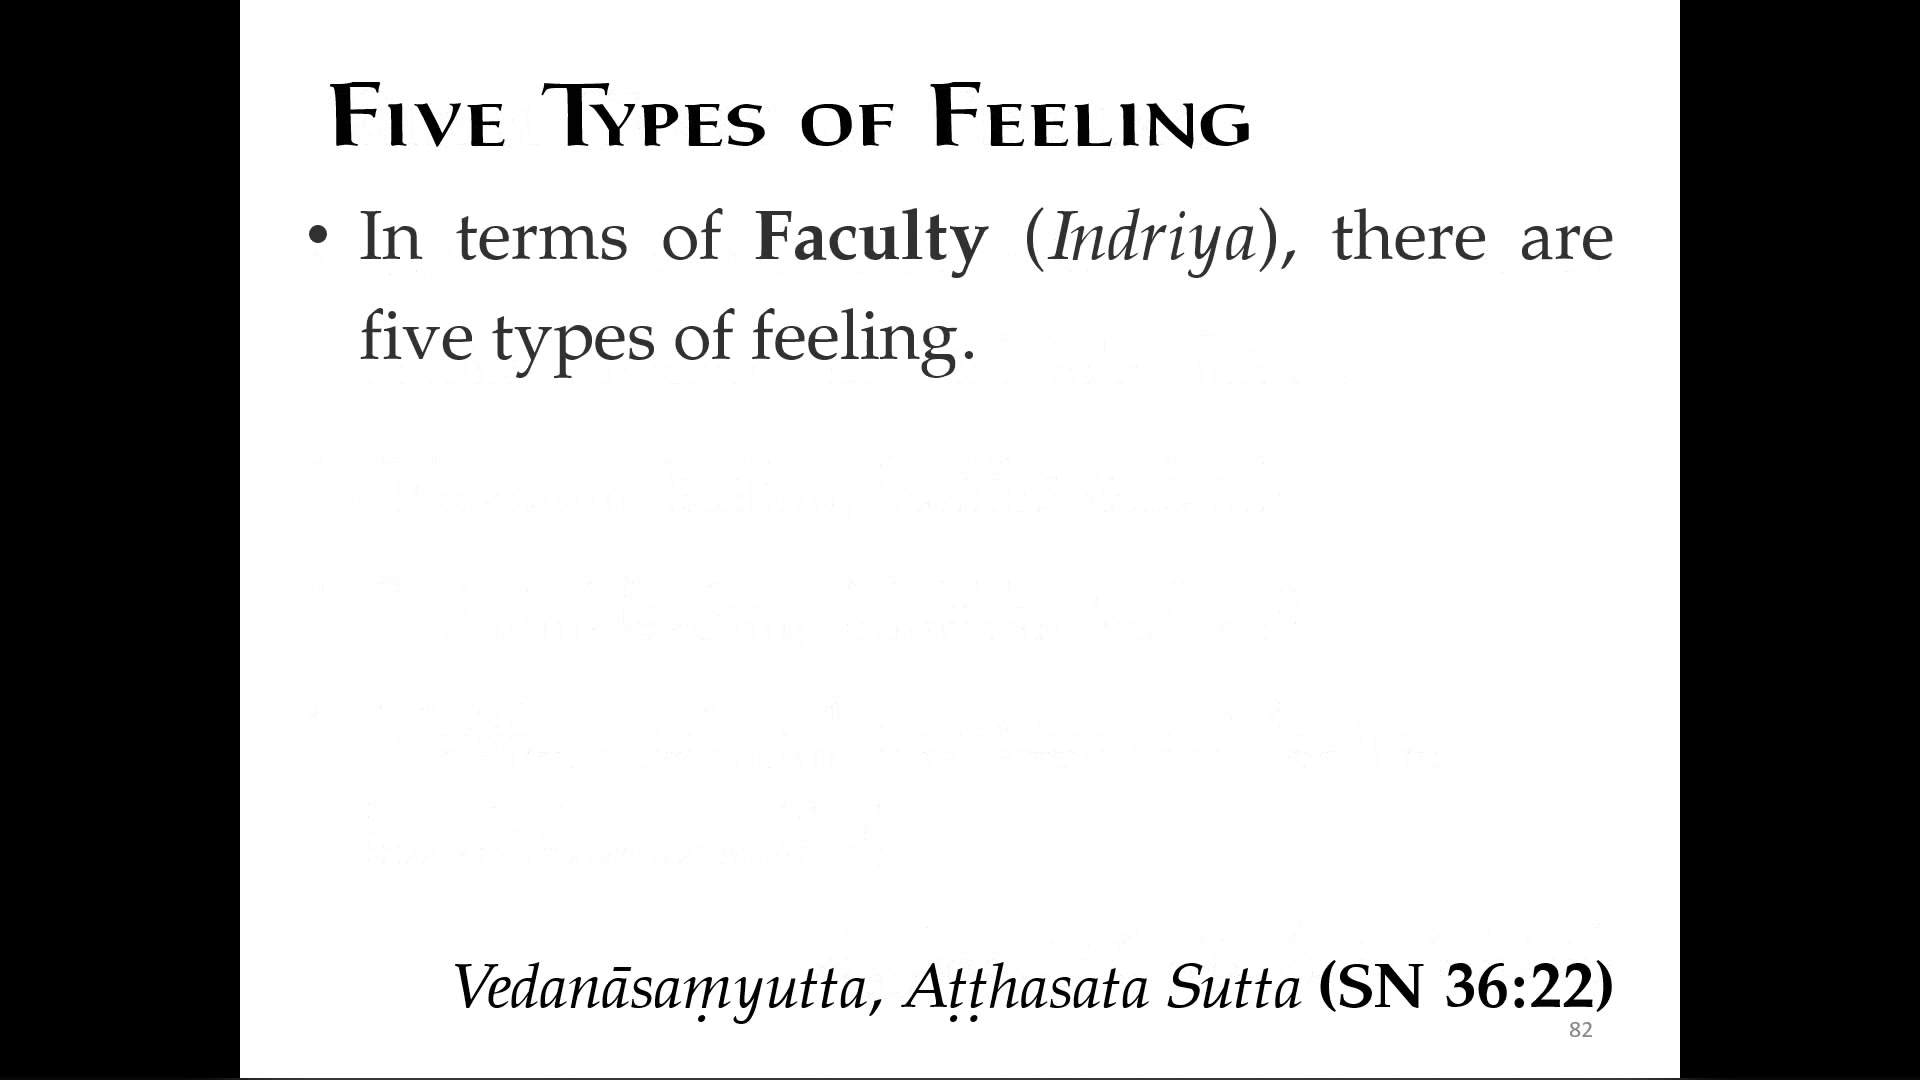 Five Types of Feeling
• In terms of Faculty (Indriya), there are
five types of feeling.
Vedanāsaṃyutta, Aṭṭhasata Sutta (SN 36:22)
82